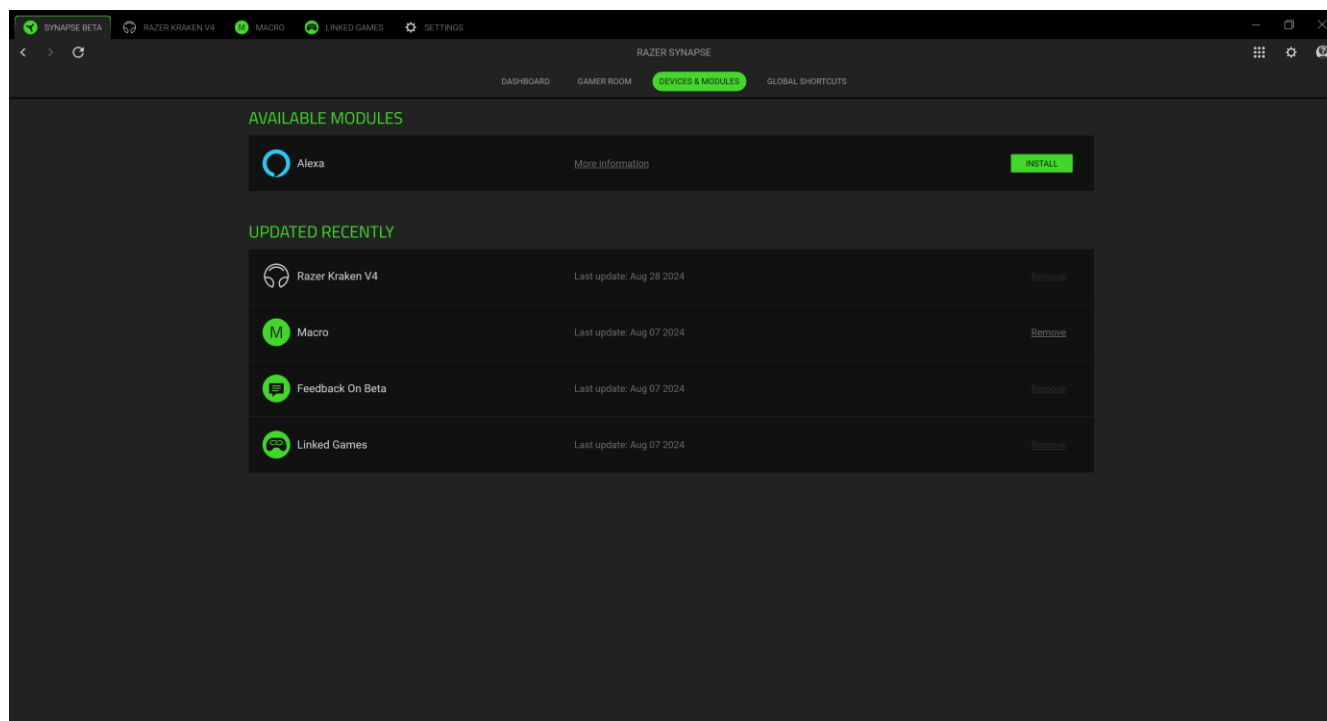 SYNAPSE BETA RAZER KRAKEN V4 M MACRO LINKED GAMES SETTINGS
RAZER SYNAPSE
DASHBOARD GAMER ROOM DEVICES & MODULES GLOBAL SHORTCUTS
AVAILABLE MODULES
Alexa More information INSTALL
UPDATED RECENTLY
Razer Kraken V4 Last update: Aug 28 2024 Remove
M Macro Last update: Aug 07 2024 Remove
Feedback On Beta Last update: Aug 07 2024 Remove
Linked Games Last update: Aug 07 2024 Remove